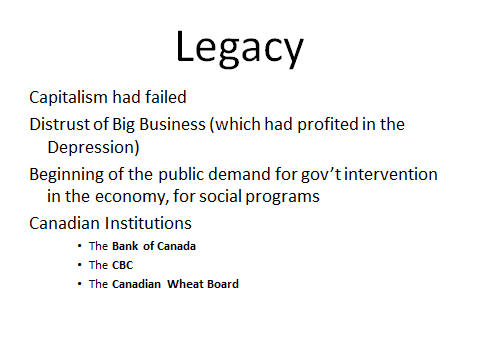 Legacy
Capitalism had failed
Distrust of Big Business (which had profited in the
Depression)
Beginning of the public demand for gov't intervention
in the economy, for social programs
Canadian Institutions
• The Bank of Canada
• The CBC
• The Canadian Wheat Board